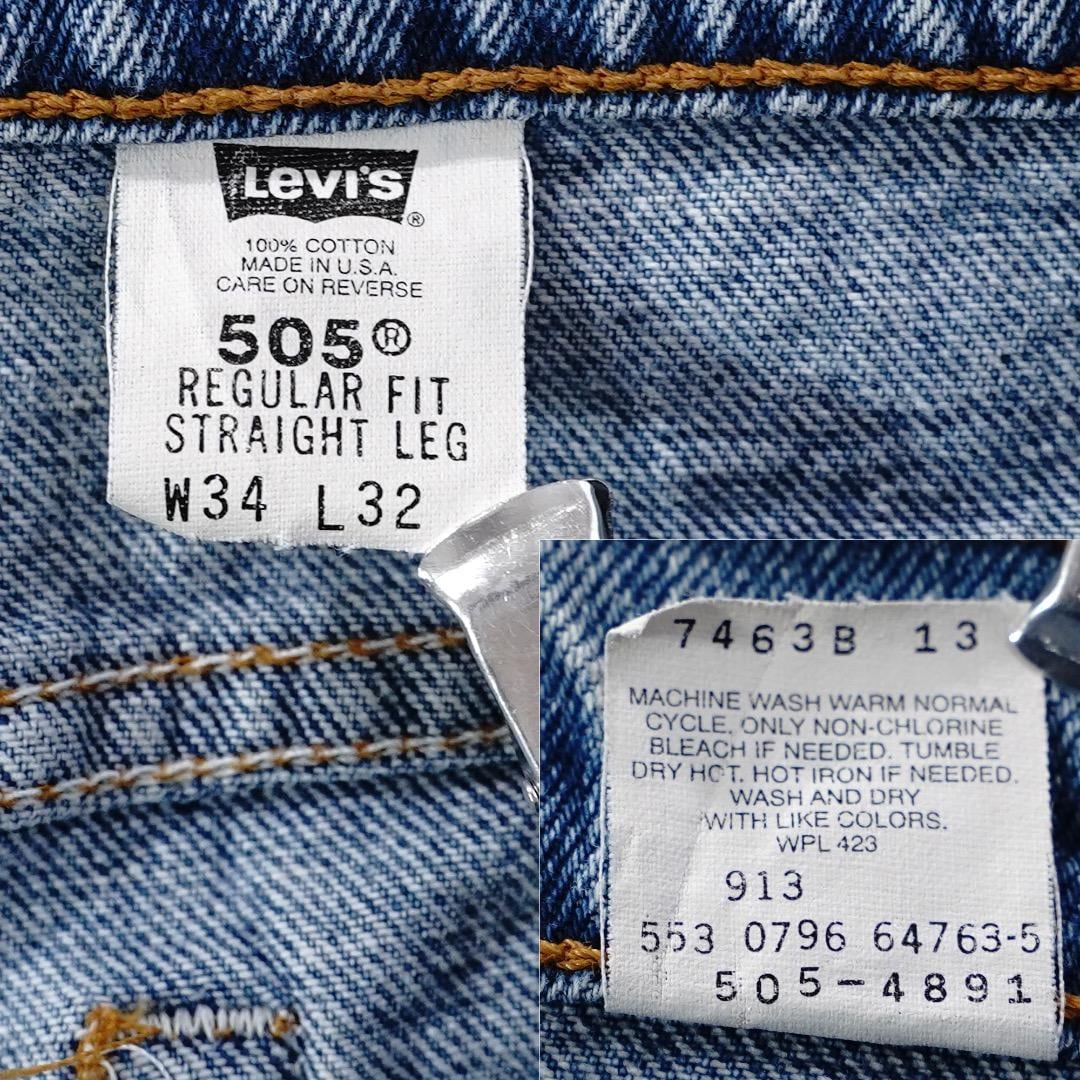 Levi's ®
100% COTTON
MADE IN U.S.A.
CARE ON REVERSE
505®
REGULAR FIT
STRAIGHT LEG
W34 L32
7463B 13
MACHINE WASH WARM NORMAL
CYCLE. ONLY NON-CHLORINE
BLEACH IF NEEDED. TUMBLE
DRY HOT. HOT IRON IF NEEDED.
WASH AND DRY
WITH LIKE COLORS.
WPL 423
913
553 0796 64763-5
505-4891